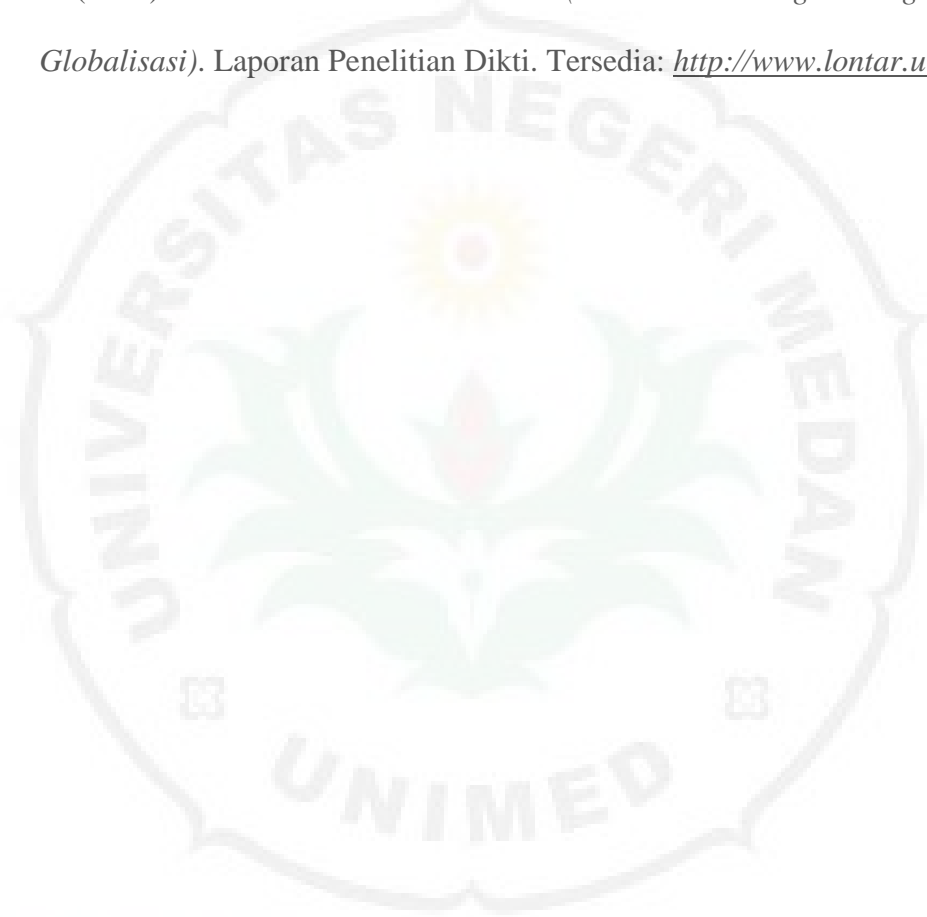 Globalisasi). Laporan Penelitian Dikti. Tersedia: http://www.lontar.u
UNIVERSITAS NEGERI MEDAN
UNIMED